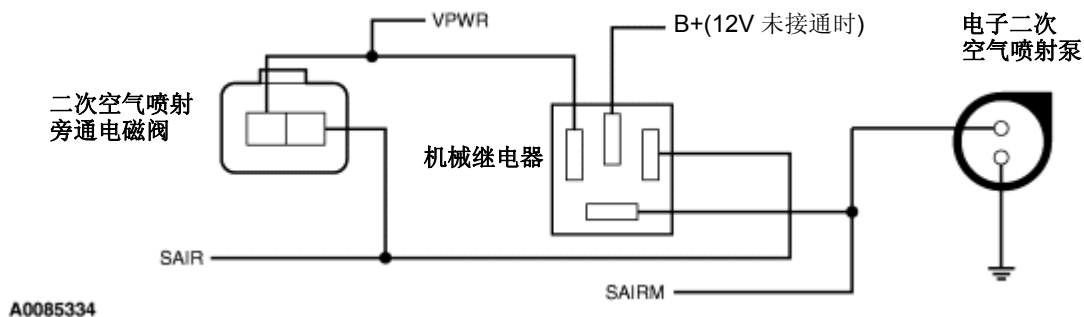 VPWR
B+(12V 未接通时)
电子二次
空气喷射泵
二次空气喷射
旁通电磁阀
机械继电器
SAIR
SAIRM
A0085334